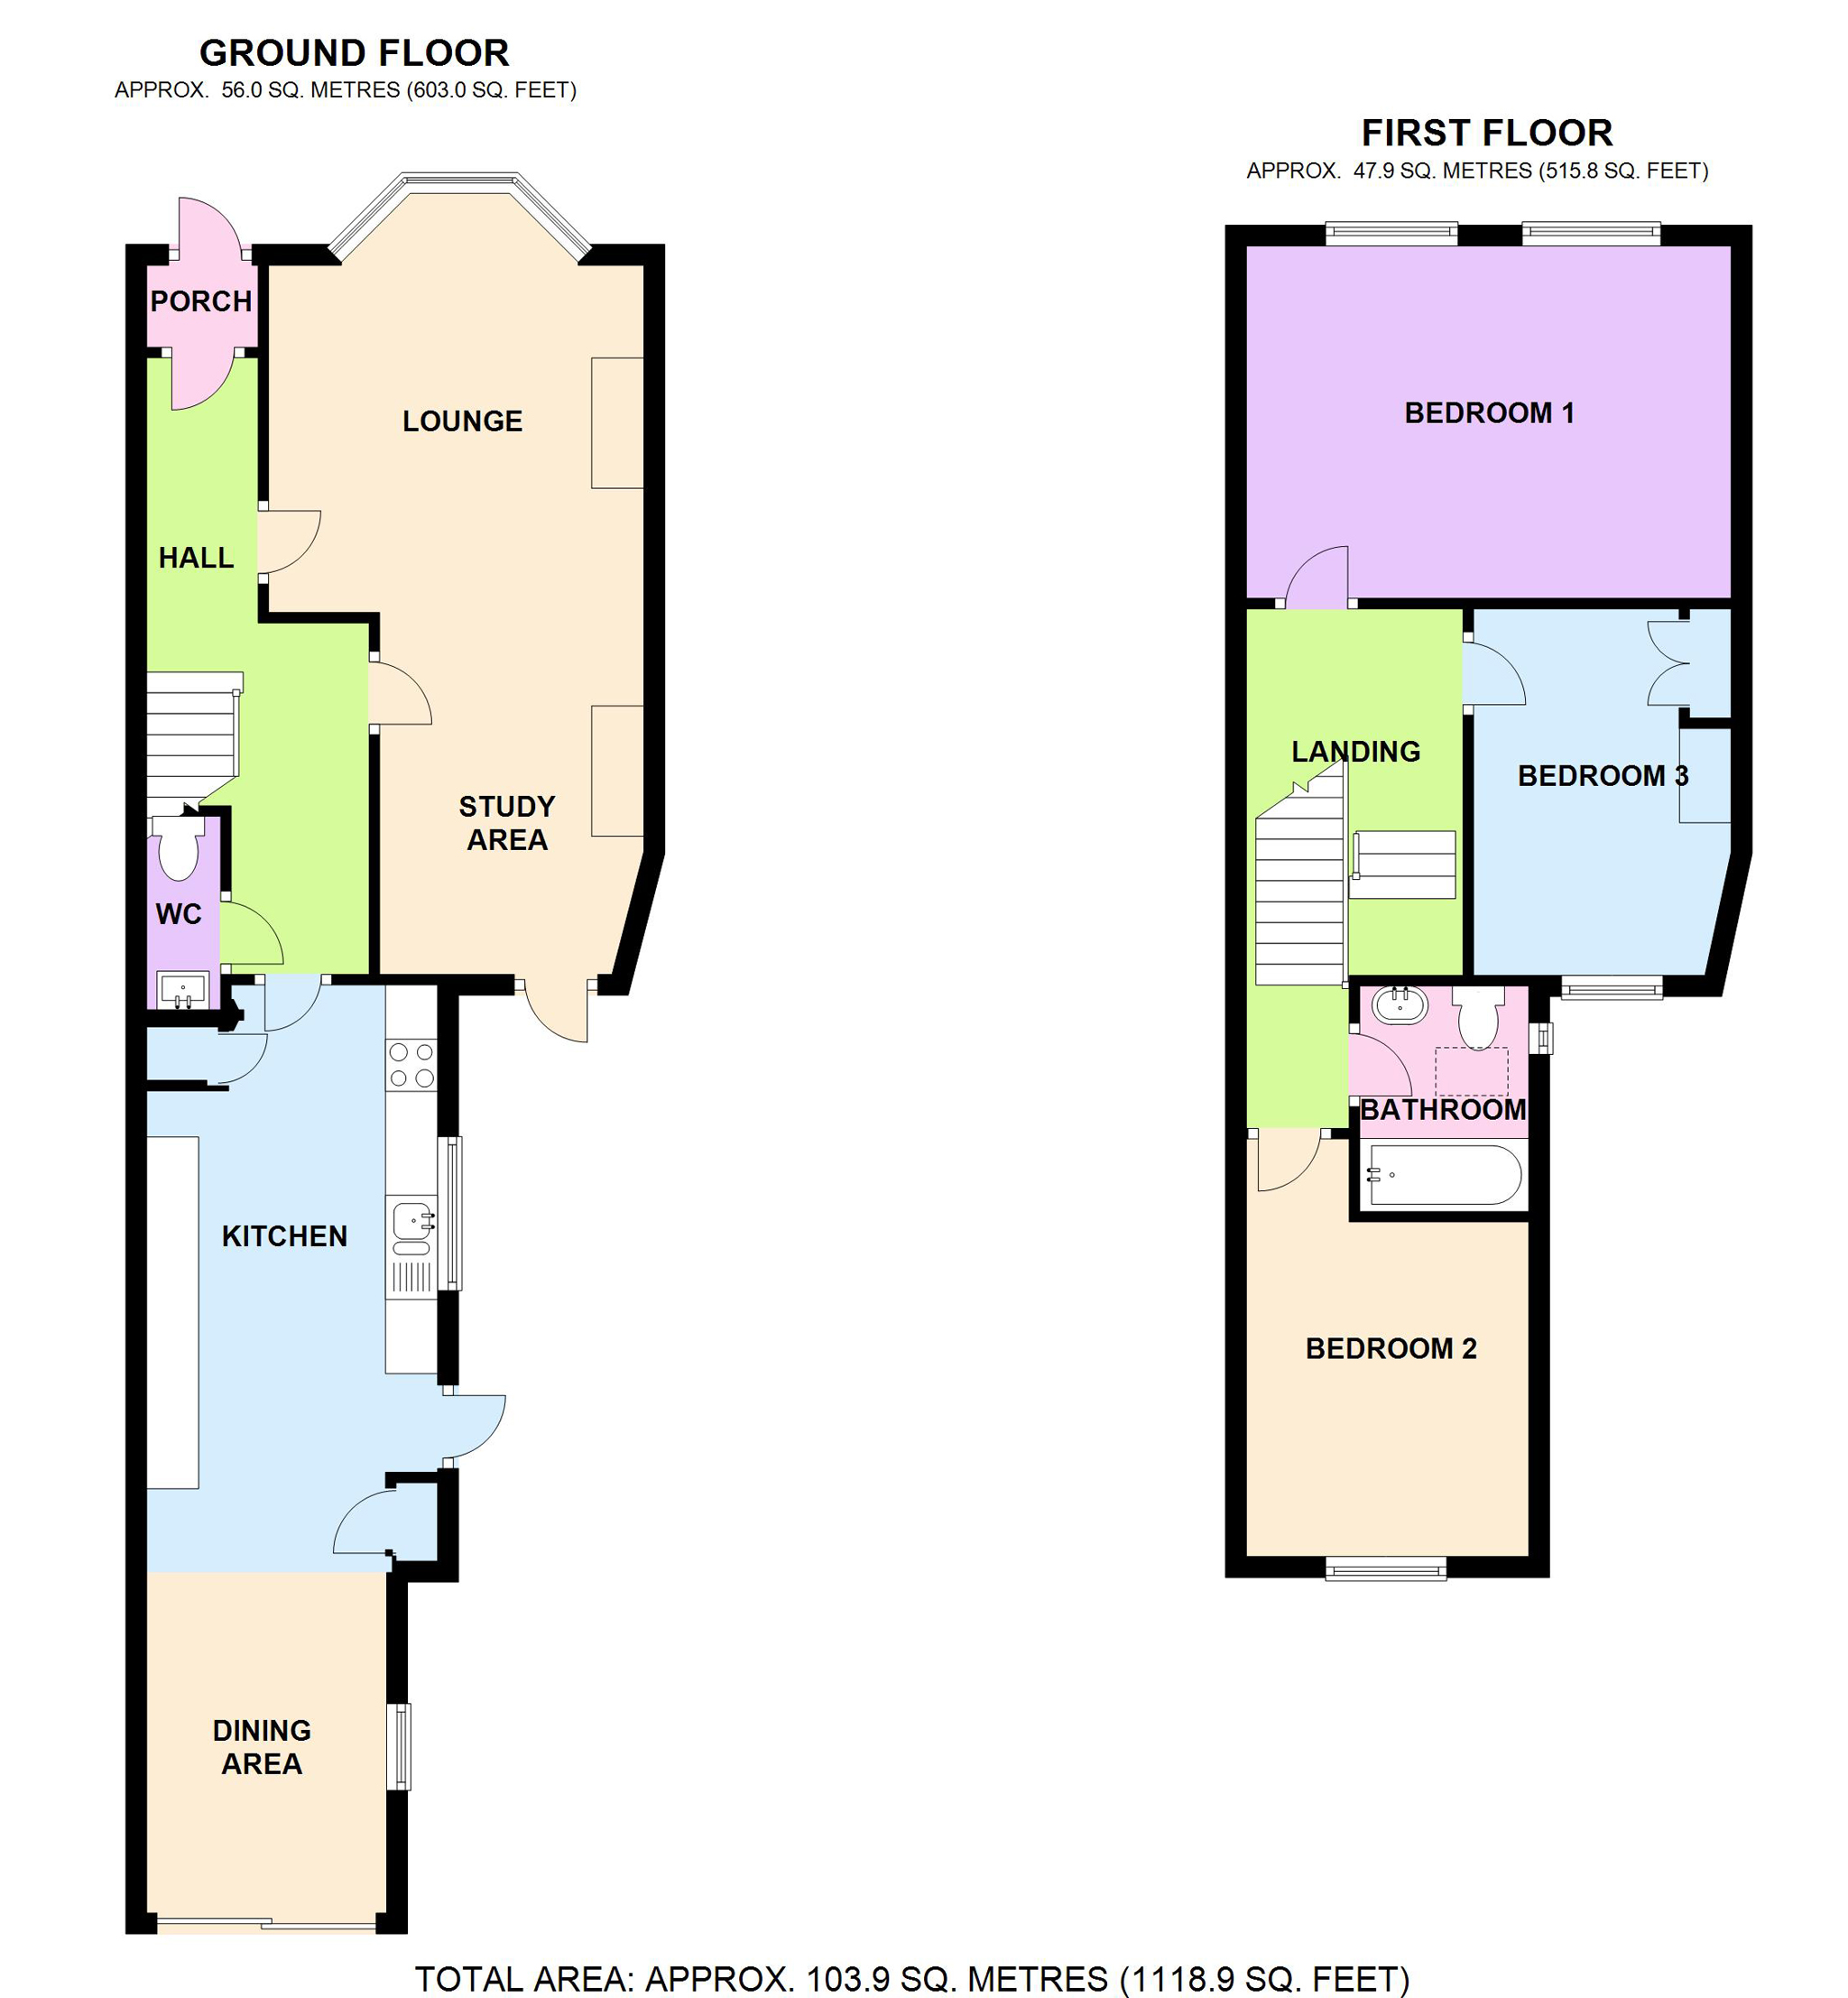 GROUND FLOOR
APPROX. 56.0 SQ. METRES (603.0 SQ. FEET)
PORCH
LOUNGE
HALL
STUDY
AREA
WC
KITCHEN
DINING
AREA
FIRST FLOOR
APPROX. 47.9 SQ. METRES (515.8 SQ. FEET)
BEDROOM 1
LANDING
BEDROOM 3
BATHROOM
BEDROOM 2
TOTAL AREA: APPROX. 103.9 SQ. METRES (1118.9 SQ. FEET)